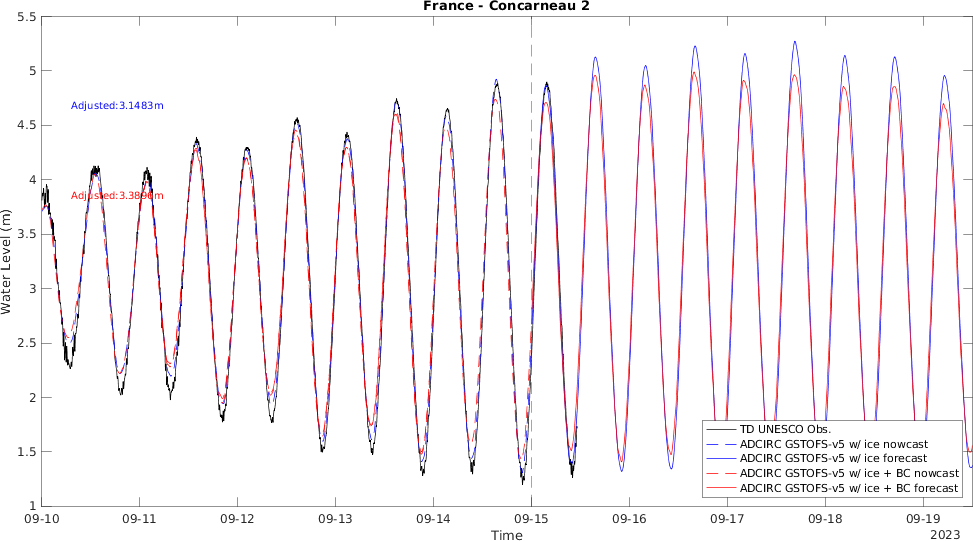 France - Concarneau 2
5.5
5
4.5
4
3.5
3
2.5
2
1.5
1
Water Level (m)
Adjusted:3.1483m
Adjusted:3.3896m
TD UNESCO Obs.
ADCIRC GSTOFS-v5 w/ ice nowcast
ADCIRC GSTOFS-v5 w/ ice forecast
ADCIRC GSTOFS-v5 w/ ice + BC nowcast
ADCIRC GSTOFS-v5 w/ ice + BC forecast
09-10 09-11 09-12 09-13 09-14 09-15 09-16 09-17 09-18 09-19
Time
2023